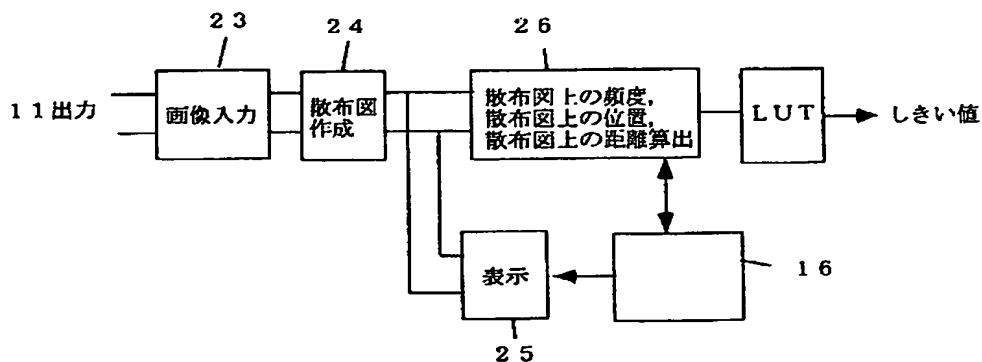 ２３
２４
２６
１１出力
画像入力
散布図
作成
散布図上の頻度，
散布図上の位置，
散布図上の距離算出
ＬＵＴ
しきい値
表示
１６
２５